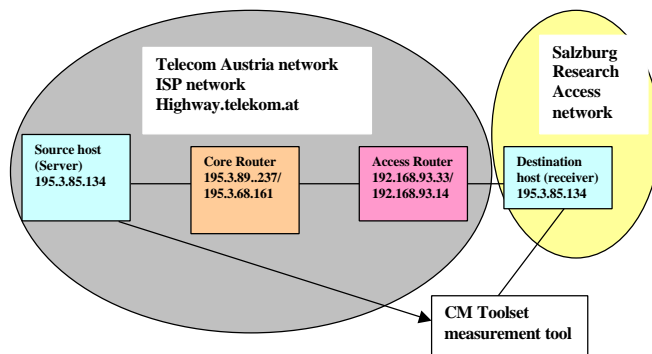 Telecom Austria network
ISP network
Highway.telekom.at
Salzburg
Research
Access
network
Source host
(Server)
195.3.85.134
Core Router
195.3.89..237/
195.3.68.161
Access Router
192.168.93.33/
192.168.93.14
Destination
host (receiver)
195.3.85.134
CM Toolset
measurement tool